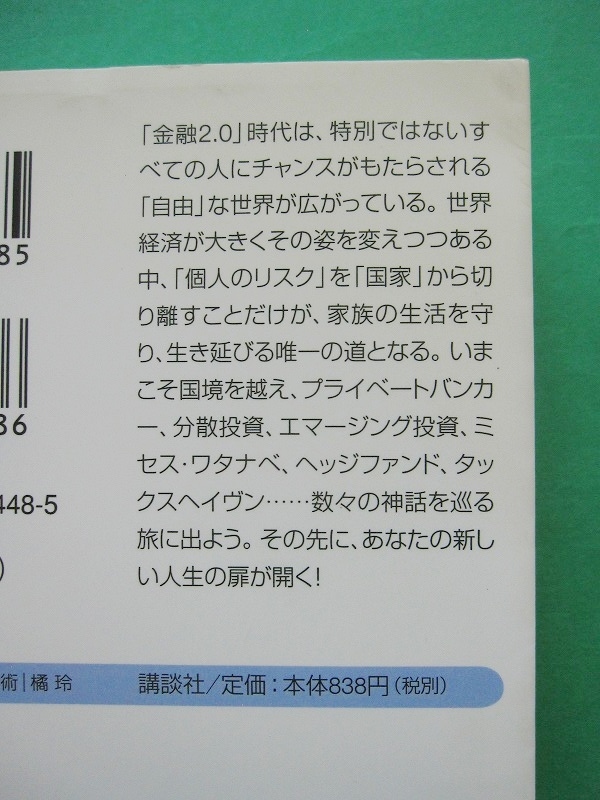 「金融2.0」時代は、特別ではないす
べての人にチャンスがもたらされる
「自由」な世界が広がっている。世界
経済が大きくその姿を変えつつある
中、「個人のリスク」を「国家」から切
り離すことだけが、家族の生活を守
り、生き延びる唯一の道となる。いま
こそ国境を越え、プライベートバンカ
ー、分散投資、エマージング投資、ミ
セス・ワタナベ、ヘッジファンド、タッ
クスヘイヴン……数々の神話を巡る
旅に出よう。その先に、あなたの新し
い人生の扉が開く!
85
86
448-5
)
術|橘 玲
講談社/定価:本体838円(税別)